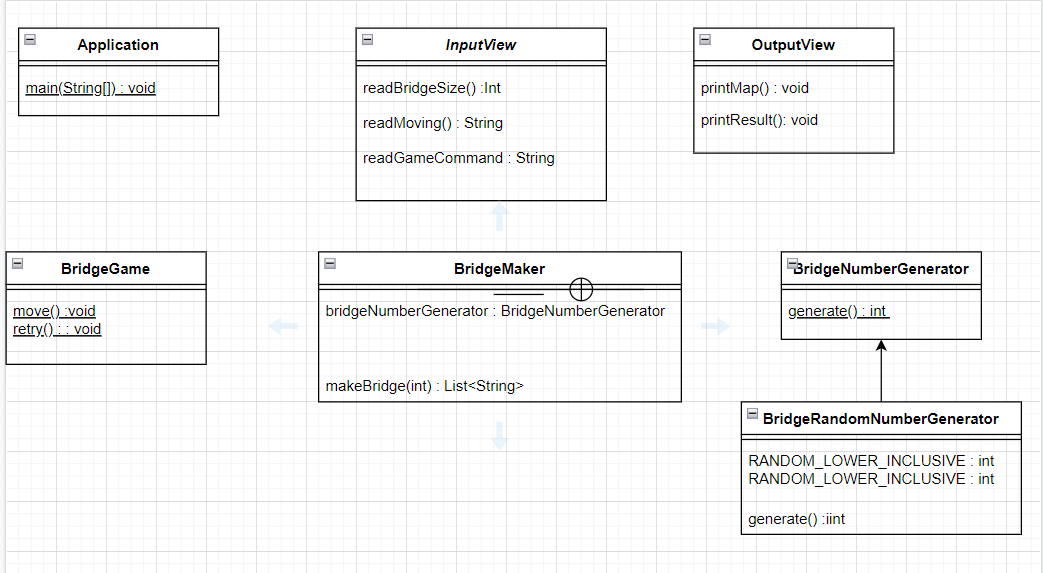 Application
main(String[]) : void
InputView
readBridgeSize() :Int
readMoving() : String
readGameCommand : String
OutputView
printMap() : void
printResult(): void
BridgeGame
move() :void
retry() : : void
BridgeMaker
bridgeNumberGenerator : BridgeNumberGenerator
makeBridge(int) : List<String>
BridgeNumberGenerator
generate() : int
BridgeRandomNumberGenerator
RANDOM_LOWER_INCLUSIVE : int
RANDOM_LOWER_INCLUSIVE : int
generate() :iint